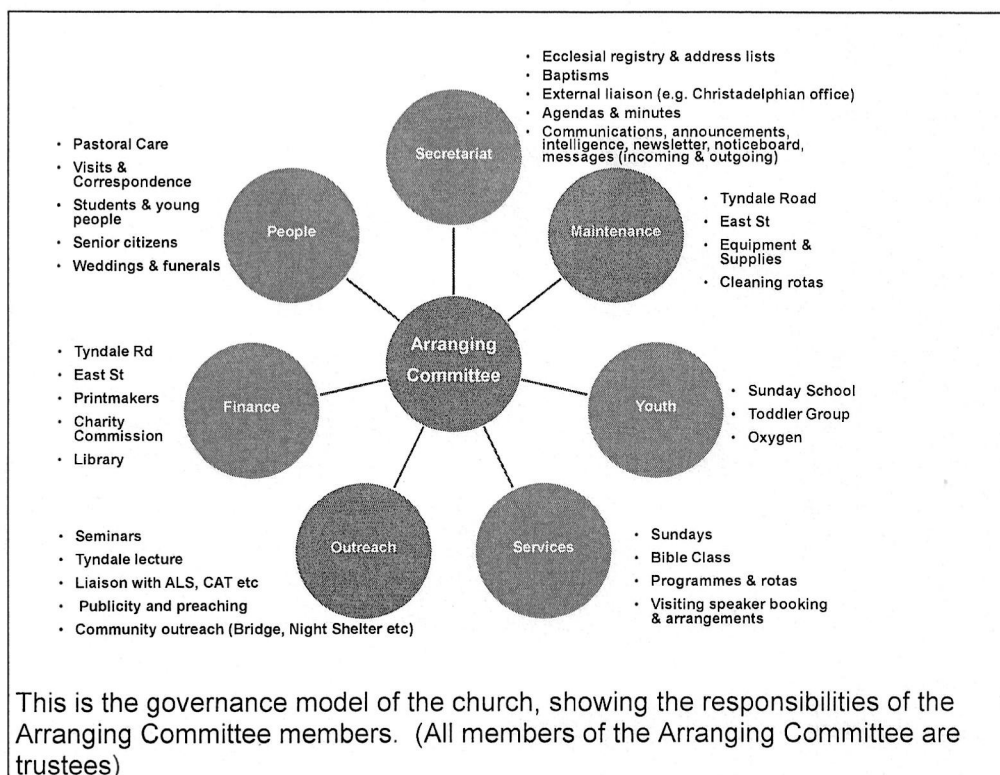 • Ecclesial registry & address lists
• Baptisms
• External liaison (e.g. Christadelphian office)
• Agendas & minutes
• Communications, announcements,
intelligence, newsletter, noticeboard,
messages (incoming & outgoing)
Secretariat
• Pastoral Care
• Visits &
Correspondence
• Students & young
people
• Senior citizens
• Weddings & funerals
People
Maintenance
• Tyndale Road
• East St
• Equipment &
Supplies
• Cleaning rotas
Arranging
Committee
• Tyndale Rd
• East St
• Printmakers
• Charity
Commission
• Library
Finance
Youth
• Sunday School
• Toddler Group
• Oxygen
• Seminars
• Tyndale lecture
• Liaison with ALS, CAT etc
• Publicity and preaching
• Community outreach (Bridge, Night Shelter etc)
Outreach
Services
• Sundays
• Bible Class
• Programmes & rotas
• Visiting speaker booking
& arrangements
This is the governance model of the church, showing the responsibilities of the
Arranging Committee members. (All members of the Arranging Committee are
trustees)